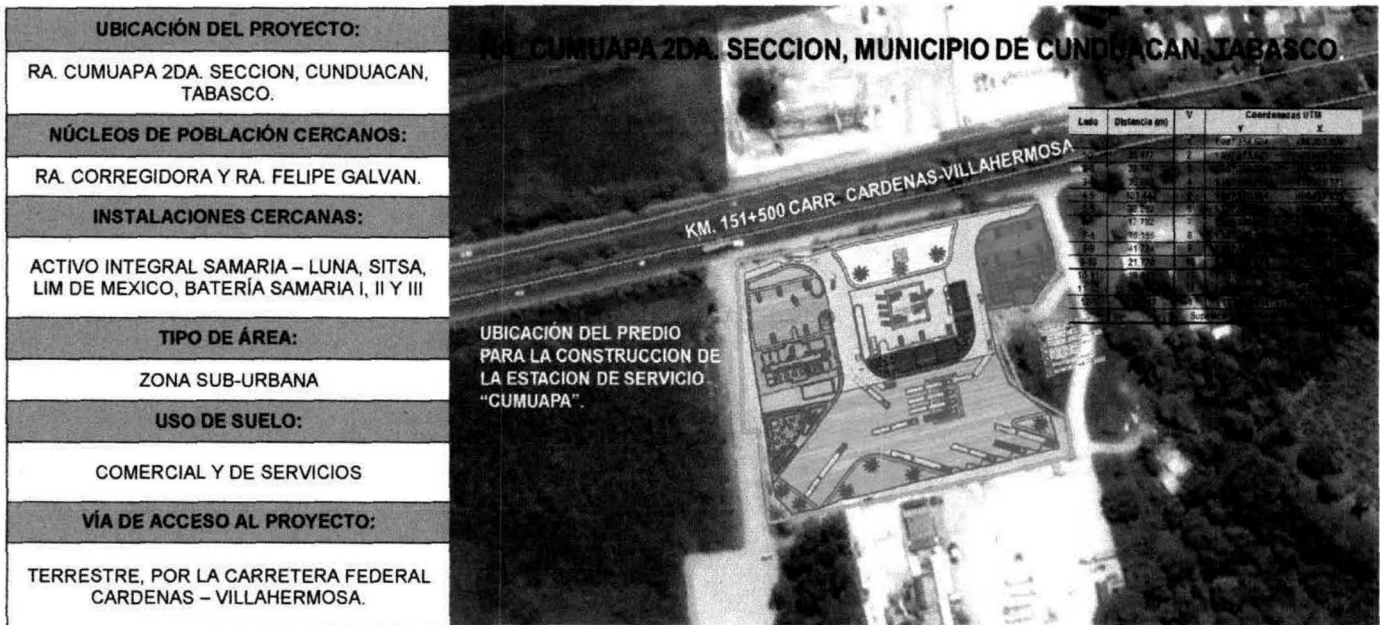 UBICACIÓN DEL PROYECTO:
RA. CUMUAPA 2DA. SECCION, CUNDUACAN,
TABASCO.
NÚCLEOS DE POBLACIÓN CERCANOS:
RA. CORREGIDORA Y RA. FELIPE GALVAN.
INSTALACIONES CERCANAS:
ACTIVO INTEGRAL SAMARIA – LUNA, SITSA,
LIM DE MEXICO, BATERÍA SAMARIA I, II Y III
TIPO DE ÁREA:
ZONA SUB-URBANA
USO DE SUELO:
COMERCIAL Y DE SERVICIOS
VÍA DE ACCESO AL PROYECTO:
TERRESTRE, POR LA CARRETERA FEDERAL
CARDENAS – VILLAHERMOSA.
RA. CUMUAPA 2DA. SECCION, MUNICIPIO DE CUNDUACAN, TABASCO
Lado Distancia (m) V Coordenadas UTM
Y X
KM. 151+500 CARR. CARDENAS-VILLAHERMOSA
UBICACIÓN DEL PREDIO
PARA LA CONSTRUCCION DE
LA ESTACION DE SERVICIO
“CUMUAPA”.